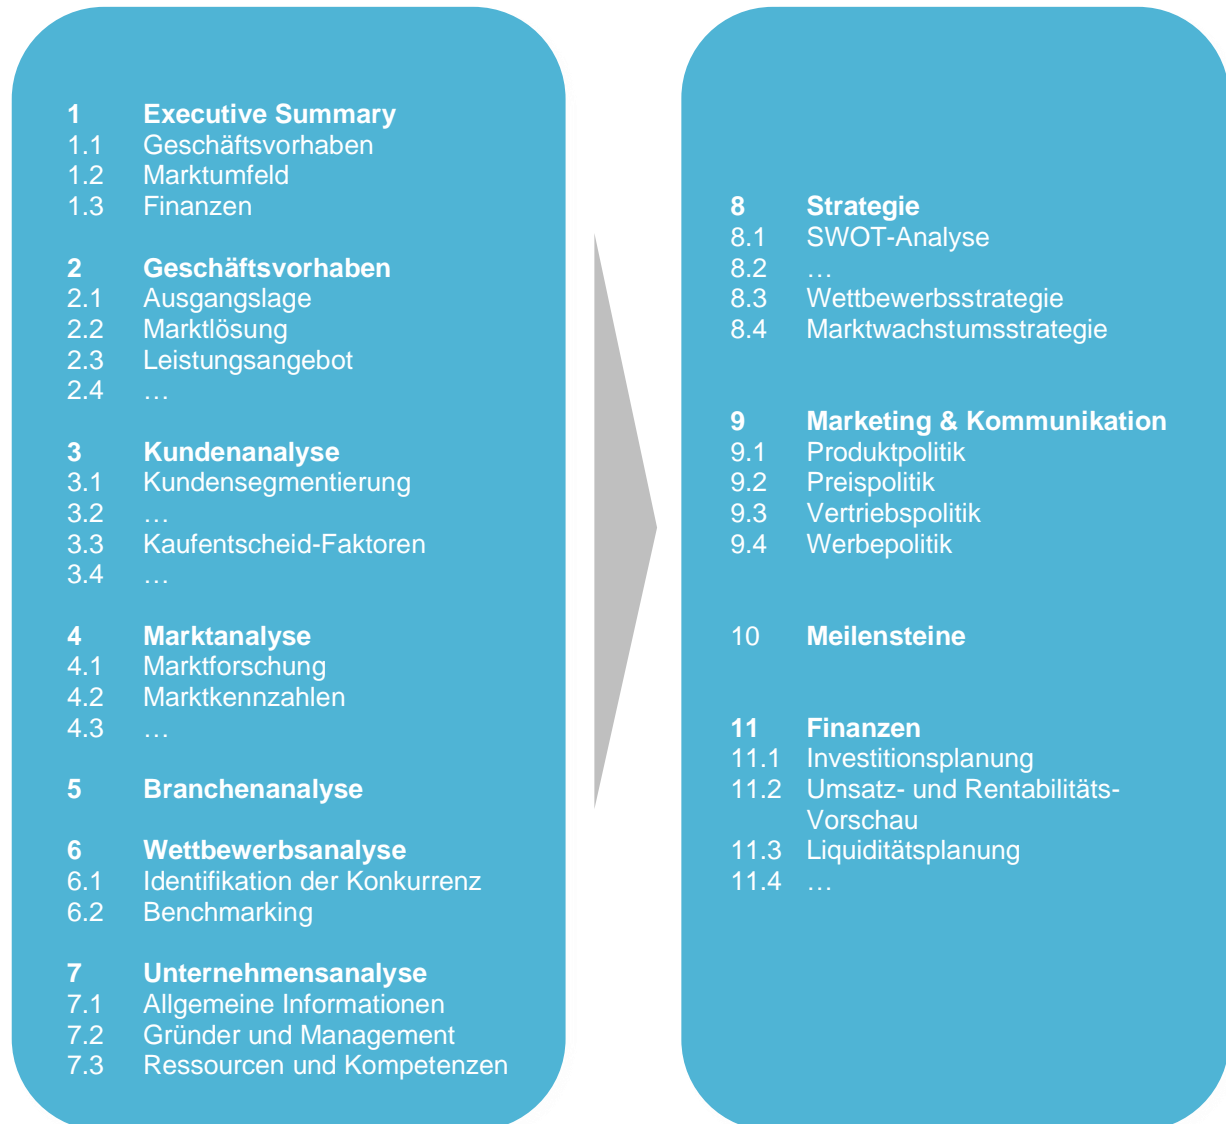 1 Executive Summary
1.1 Geschäftsvorhaben
1.2 Marktumfeld
1.3 Finanzen
2 Geschäftsvorhaben
2.1 Ausgangslage
2.2 Marktlösung
2.3 Leistungsangebot
2.4 …
3 Kundenanalyse
3.1 Kundensegmentierung
3.2 …
3.3 Kaufentscheid-Faktoren
3.4 …
4 Marktanalyse
4.1 Marktforschung
4.2 Marktkennzahlen
4.3 …
5 Branchenanalyse
6 Wettbewerbsanalyse
6.1 Identifikation der Konkurrenz
6.2 Benchmarking
7 Unternehmensanalyse
7.1 Allgemeine Informationen
7.2 Gründer und Management
7.3 Ressourcen und Kompetenzen
8 Strategie
8.1 SWOT-Analyse
8.2 …
8.3 Wettbewerbsstrategie
8.4 Marktwachstumsstrategie
9 Marketing & Kommunikation
9.1 Produktpolitik
9.2 Preispolitik
9.3 Vertriebspolitik
9.4 Werbepolitik
10 Meilensteine
11 Finanzen
11.1 Investitionsplanung
11.2 Umsatz- und Rentabilitäts-
Vorschau
11.3 Liquiditätsplanung
11.4 …